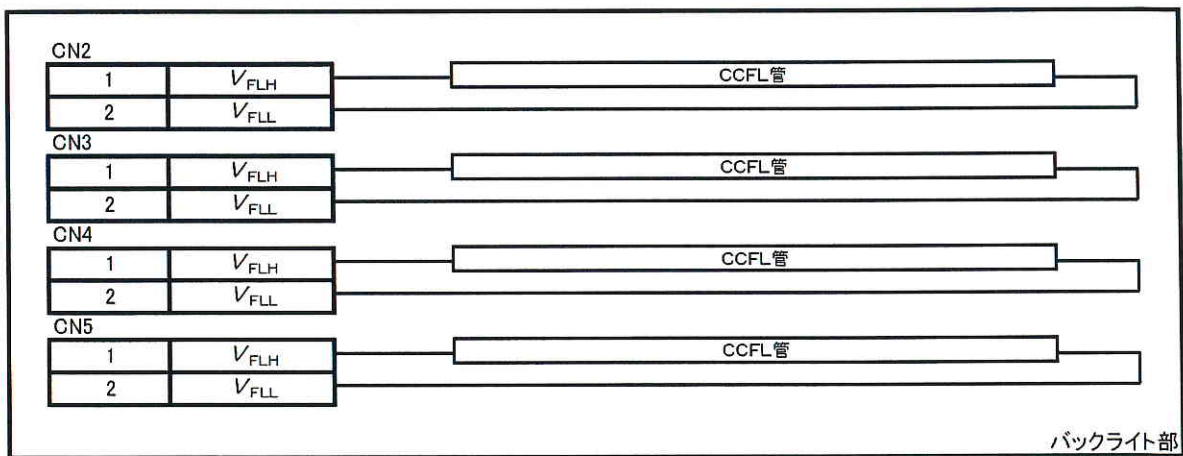 CN2
1 VFLH CCFL管
2 VFLL
CN3
1 VFLH CCFL管
2 VFLL
CN4
1 VFLH CCFL管
2 VFLL
CN5
1 VFLH CCFL管
2 VFLL
バックライト部